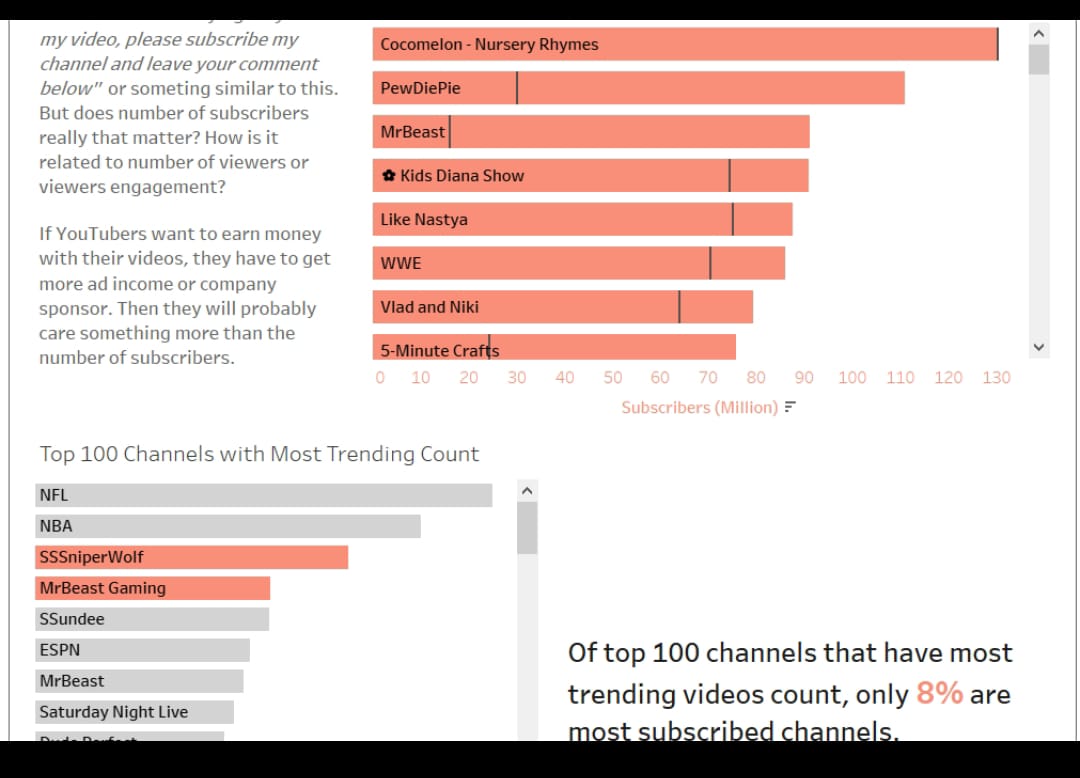 my video, please subscribe my
channel and leave your comment
below" or someting similar to this.
But does number of subscribers
really that matter? How is it
related to number of viewers or
viewers engagement?
If YouTubers want to earn money
with their videos, they have to get
more ad income or company
sponsor. Then they will probably
care something more than the
number of subscribers.
Cocomelon - Nursery Rhymes
PewDiePie
MrBeast
✿ Kids Diana Show
Like Nastya
WWE
Vlad and Niki
5-Minute Crafts
0 10 20 30 40 50 60 70 80 90 100 110 120 130
Subscribers (Million)
Top 100 Channels with Most Trending Count
NFL
NBA
SSSniperWolf
MrBeast Gaming
SSundee
ESPN
MrBeast
Saturday Night Live
Dude Perfect
Of top 100 channels that have most
trending videos count, only 8% are
most subscribed channels.